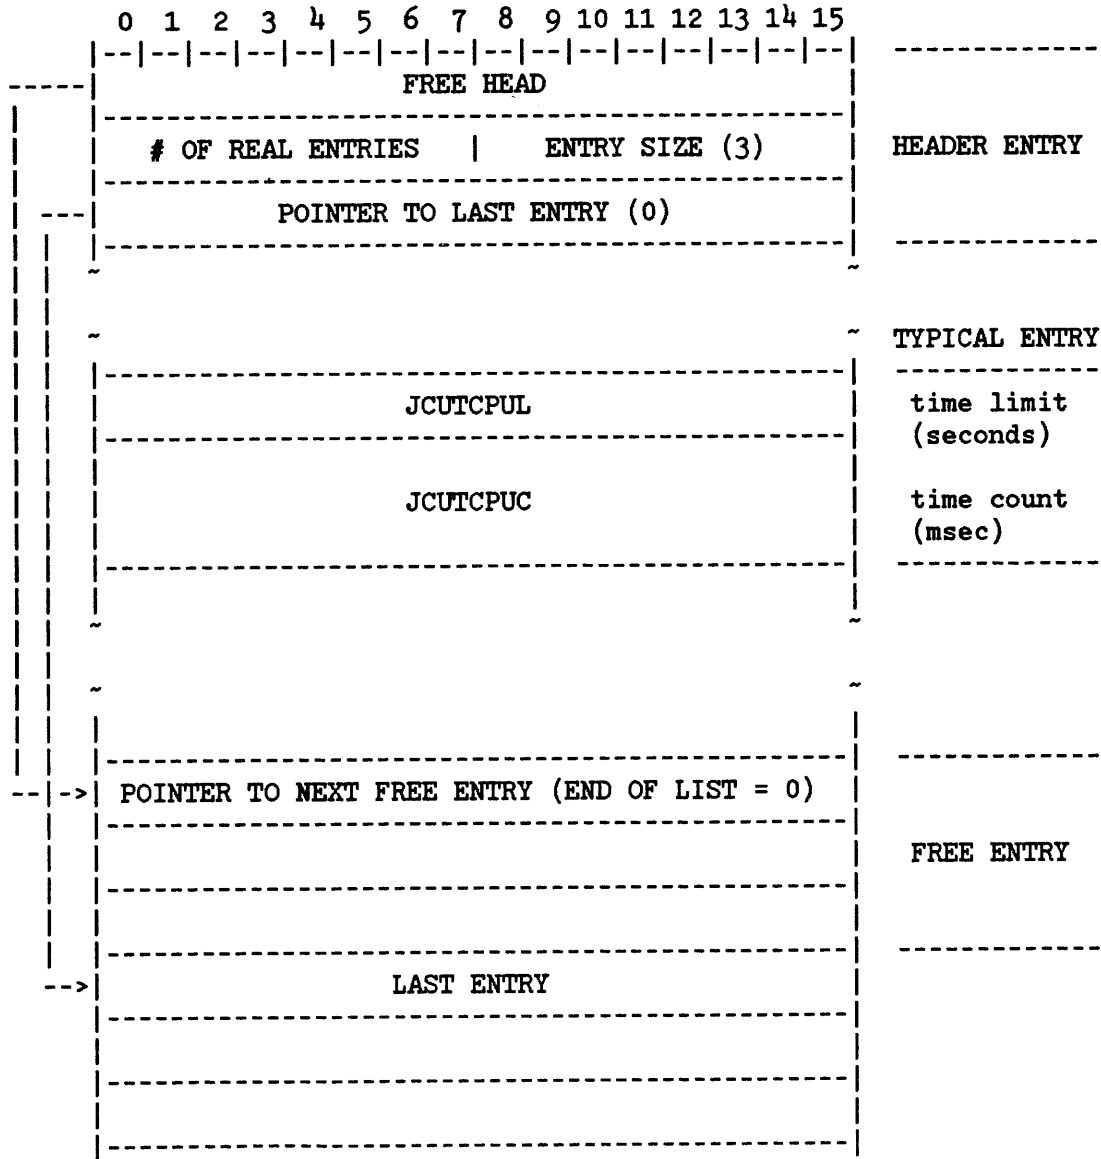 0 1 2 3 4 5 6 7 8 9 10 11 12 13 14 15
FREE HEAD
# OF REAL ENTRIES | ENTRY SIZE (3) HEADER ENTRY
POINTER TO LAST ENTRY (0)
TYPICAL ENTRY
JCUTCPUL time limit
(seconds)
JCUTCPUC time count
(msec)
POINTER TO NEXT FREE ENTRY (END OF LIST = 0)
FREE ENTRY
LAST ENTRY